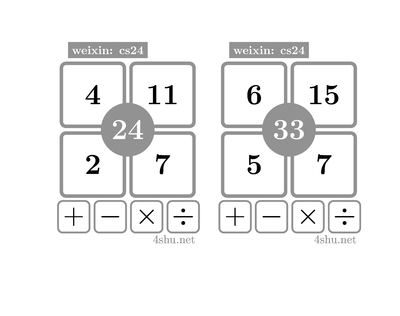 weixin: cs24
4 11
24
2 7
+ − × ÷
4shu.net
weixin: cs24
6 15
33
5 7
+ − × ÷
4shu.net